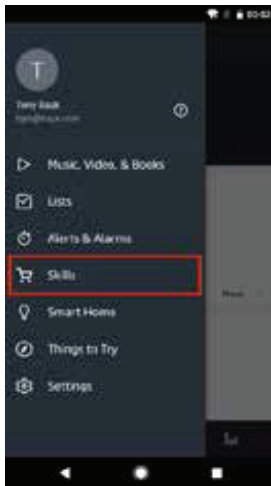 T
Music, Video, & Books
Lists
Alerts & Alarms
Skills
Smart Home
Things to Try
Settings